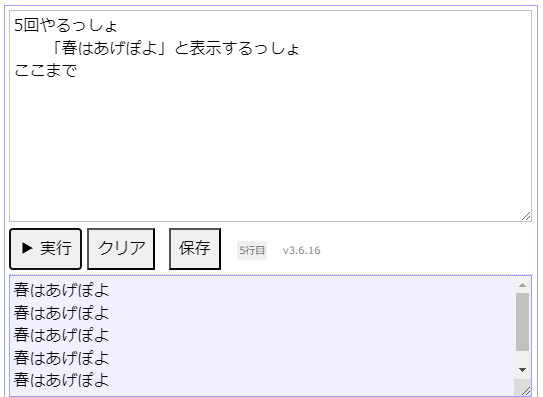 5回やるっしょ
「春はあげぽよ」と表示するっしょ
ここまで
▶ 実行 クリア 保存 5行目 v3.6.16
春はあげぽよ
春はあげぽよ
春はあげぽよ
春はあげぽよ
春はあげぽよ